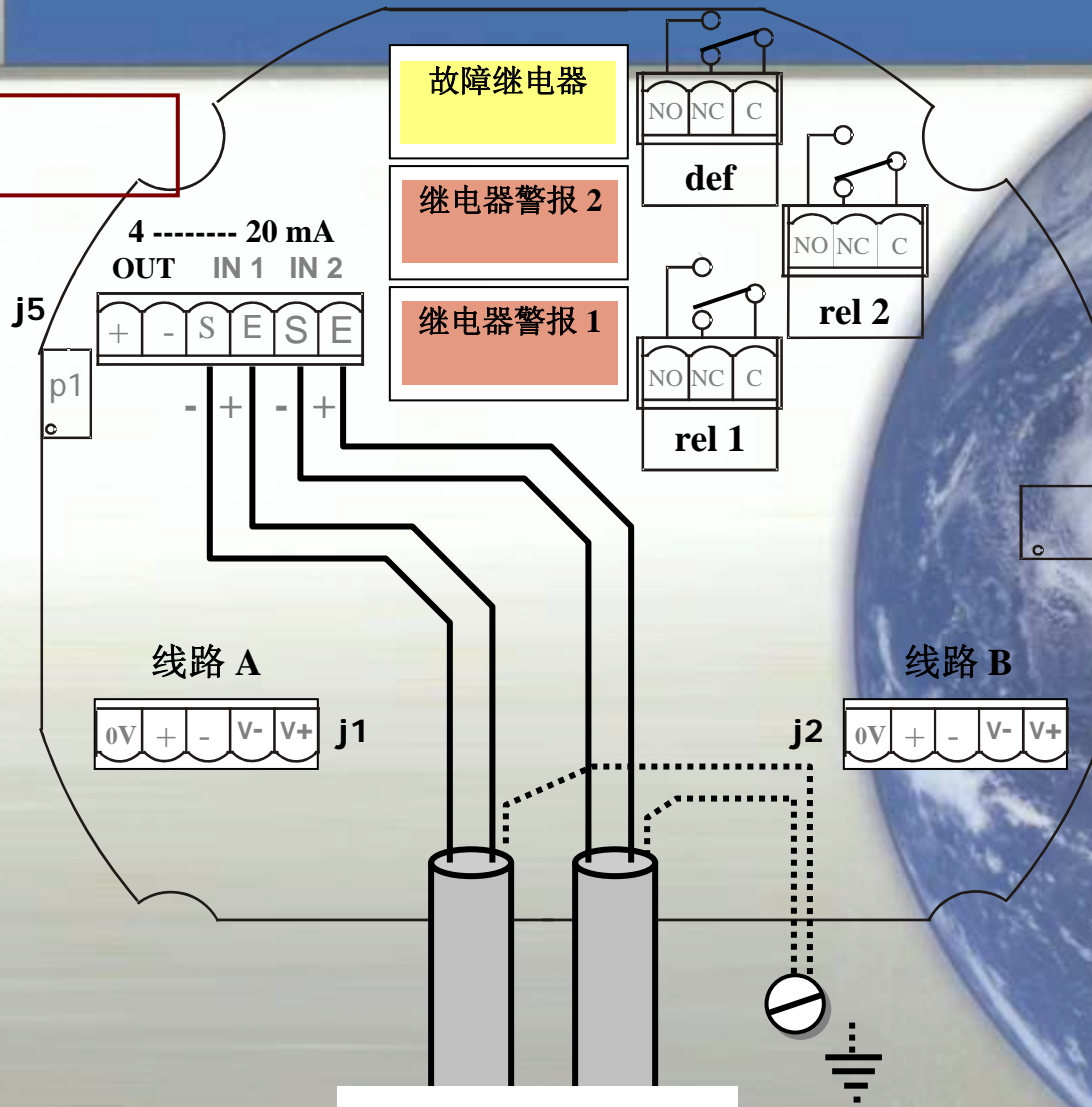 故障继电器
NO NC C
def
继电器警报 2
NO NC C
rel 2
4 -------- 20 mA
OUT IN 1 IN 2
j5
+ - S E S E
- + - +
p1
继电器警报 1
NO NC C
rel 1
线路 A
0V + - V- V+ j1
线路 B
j2 0V + - V- V+